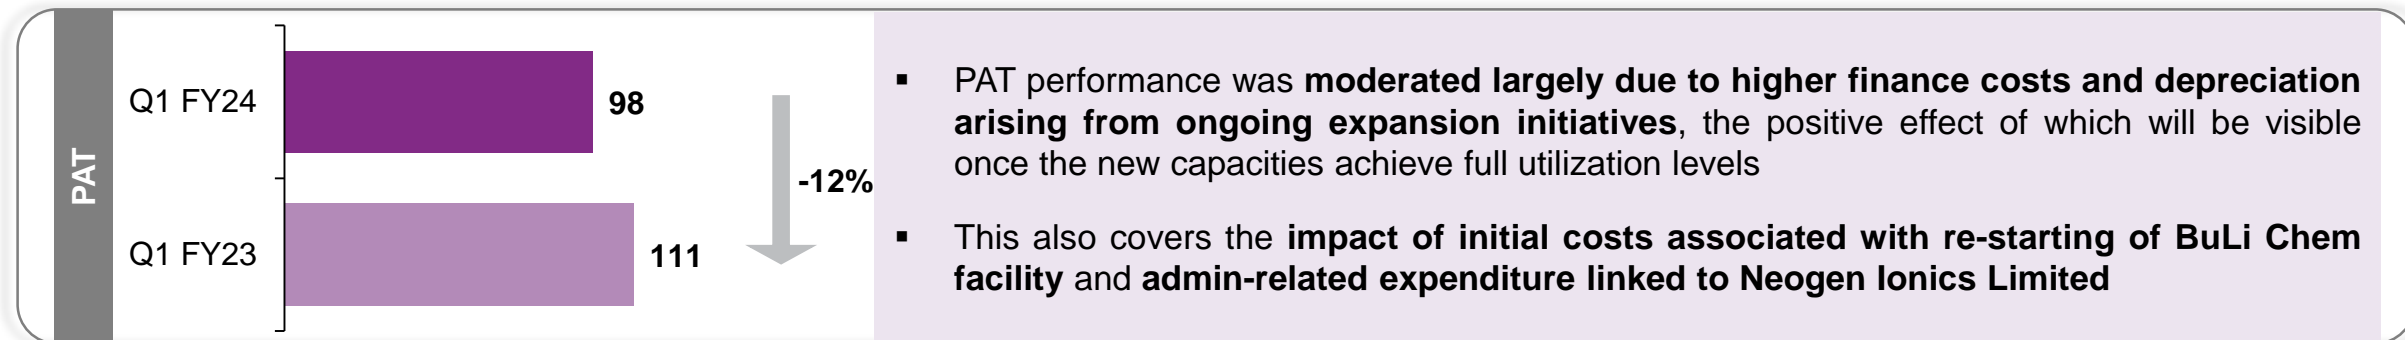 PAT
Q1 FY24
98
Q1 FY23
111
-12%
▪ PAT performance was moderated largely due to higher finance costs and depreciation
arising from ongoing expansion initiatives, the positive effect of which will be visible
once the new capacities achieve full utilization levels
▪ This also covers the impact of initial costs associated with re-starting of BuLi Chem
facility and admin-related expenditure linked to Neogen Ionics Limited